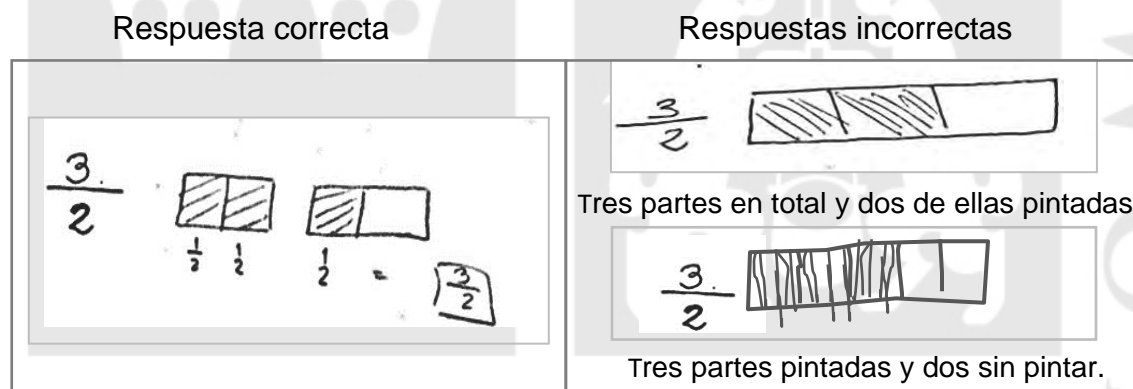 Respuesta correcta
3
2
1/2 1/2 1/2 = 3/2
Respuestas incorrectas
3
2
Tres partes en total y dos de ellas pintadas
3
2
Tres partes pintadas y dos sin pintar.